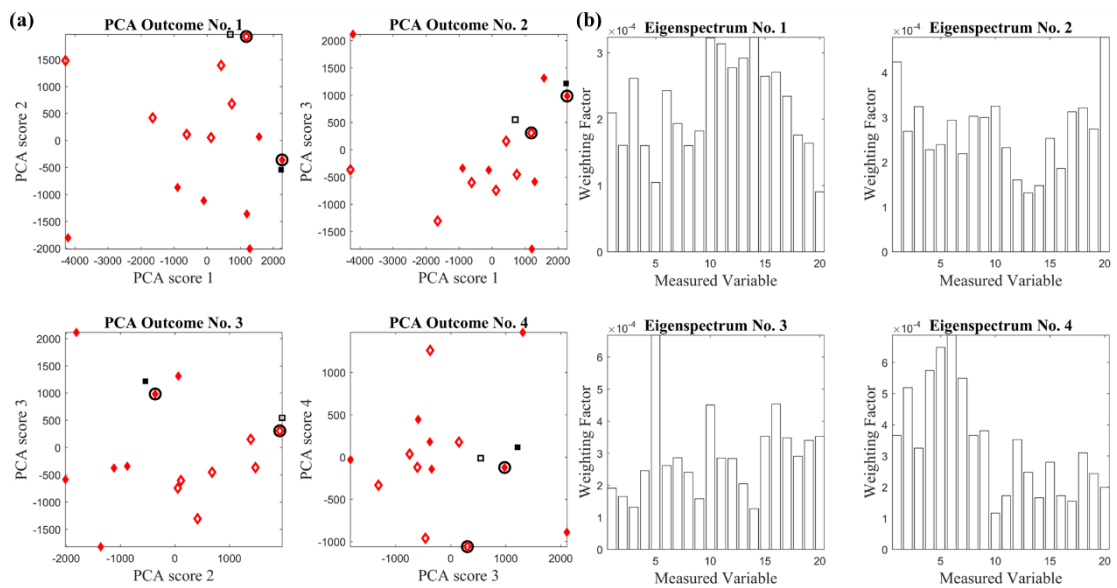 (a)
PCA Outcome No. 1
1500
1000
500
0
-500
-1000
-1500
-2000
PCA score 2
-4000 -3000 -2000 -1000 0 1000 2000
PCA score 1
PCA Outcome No. 2
2000
1500
1000
500
0
-500
-1000
-1500
PCA score 3
-4000 -3000 -2000 -1000 0 1000 2000
PCA score 1
PCA Outcome No. 3
2000
1500
1000
500
0
-500
-1000
-1500
PCA score 3
-2000 -1000 0 1000
PCA score 2
PCA Outcome No. 4
1000
500
0
-500
-1000
PCA score 4
-1000 0 1000 2000
PCA score 3
(b)
×10⁻⁴ Eigenspectrum No. 1
3
2
1
0
Weighting Factor
5 10 15 20
Measured Variable
×10⁻⁴ Eigenspectrum No. 2
4
3
2
1
0
Weighting Factor
5 10 15 20
Measured Variable
×10⁻⁴ Eigenspectrum No. 3
6
5
4
3
2
1
0
Weighting Factor
5 10 15 20
Measured Variable
×10⁻⁴ Eigenspectrum No. 4
6
5
4
3
2
1
0
Weighting Factor
5 10 15 20
Measured Variable